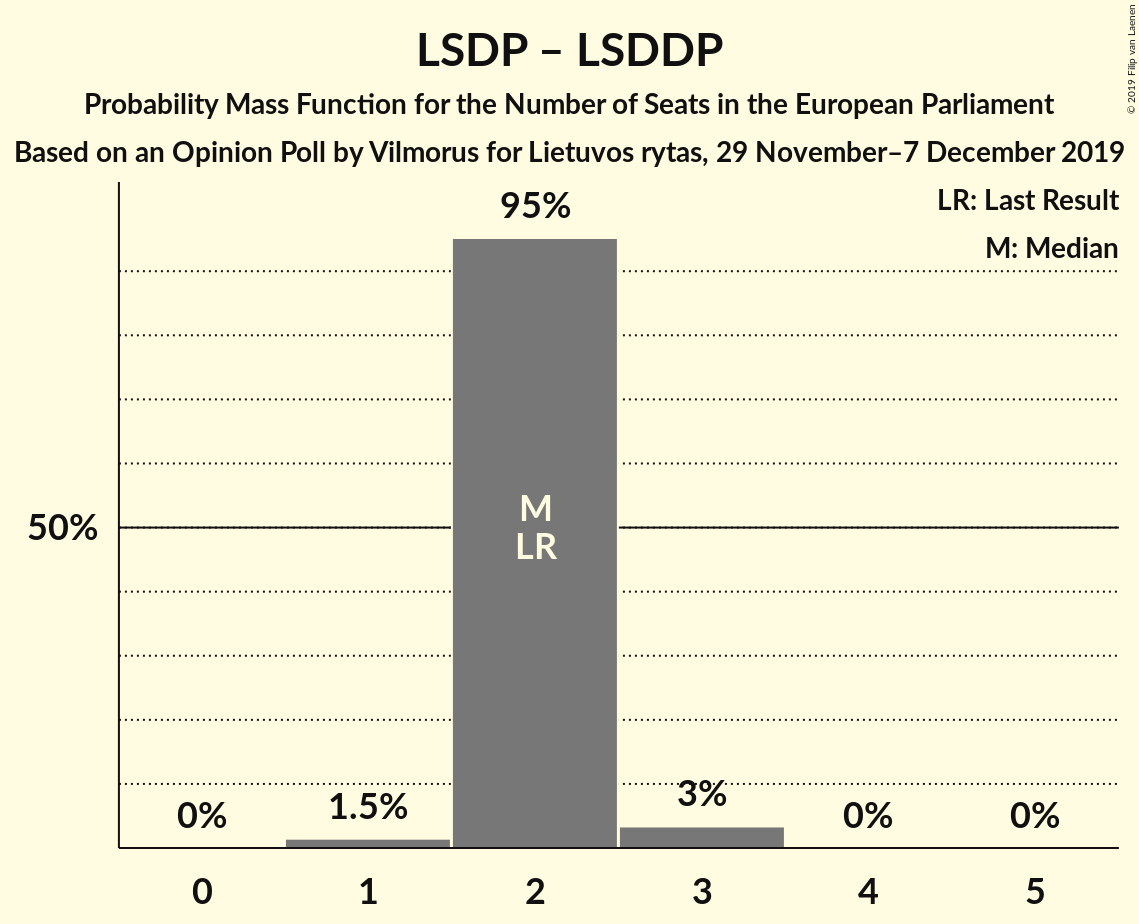 LSDP – LSDDP
Probability Mass Function for the Number of Seats in the European Parliament
Based on an Opinion Poll by Vilmorus for Lietuvos rytas, 29 November–7 December 2019
© 2019 Filip van Laenen
LR: Last Result
M: Median
95%
M
LR
50%
0%
1.5%
3%
0%
0%
0 1 2 3 4 5